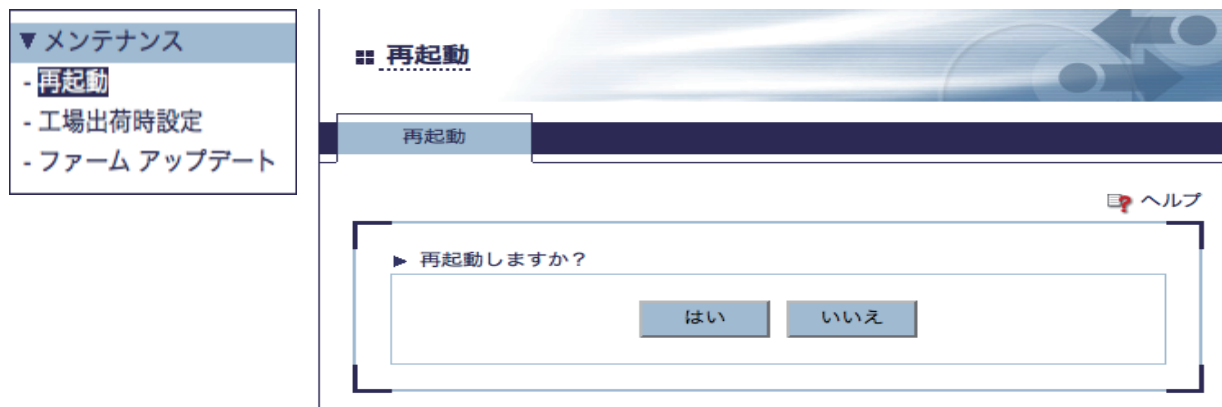 ▼メンテナンス
- 再起動
- 工場出荷時設定
- ファーム アップデート
再起動
再起動
ヘルプ
再起動しますか？
はい いいえ